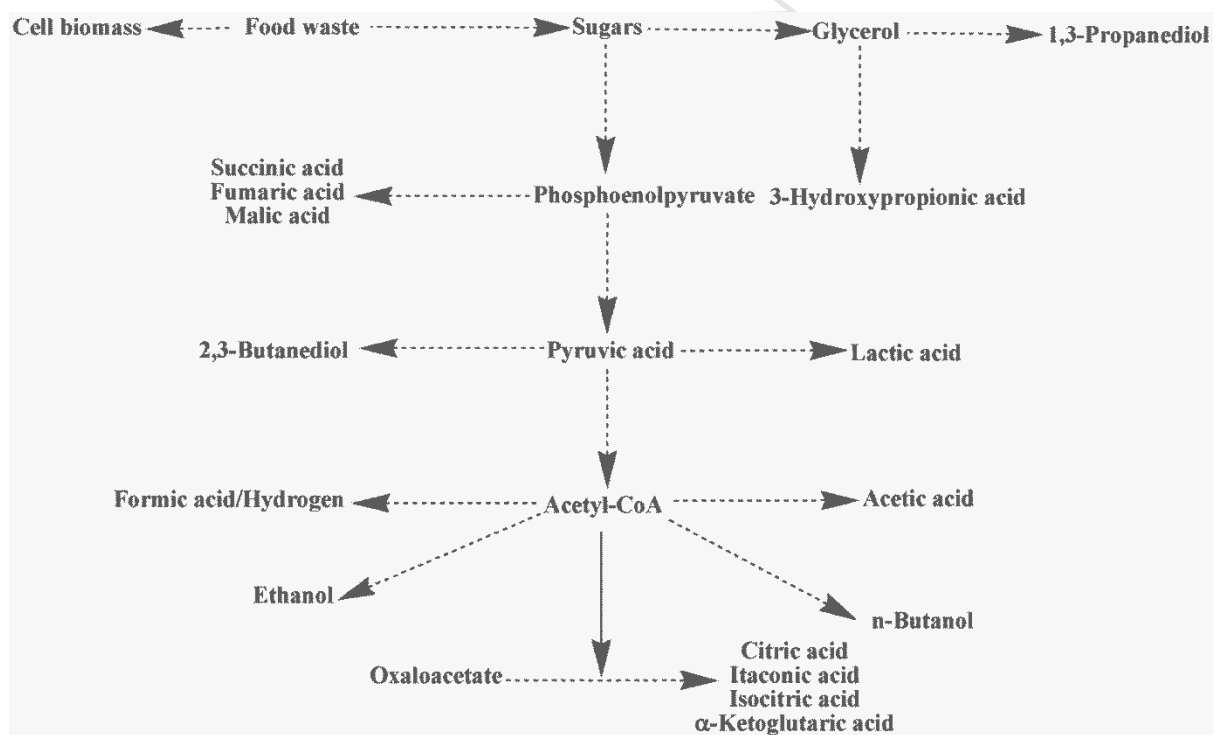 Cell biomass
Food waste
Sugars
Glycerol
1,3-Propanediol
Succinic acid
Fumaric acid
Malic acid
Phosphoenolpyruvate
3-Hydroxypropionic acid
2,3-Butanediol
Pyruvic acid
Lactic acid
Formic acid/Hydrogen
Acetyl-CoA
Acetic acid
Ethanol
n-Butanol
Oxaloacetate
Citric acid
Itaconic acid
Isocitric acid
α-Ketoglutaric acid